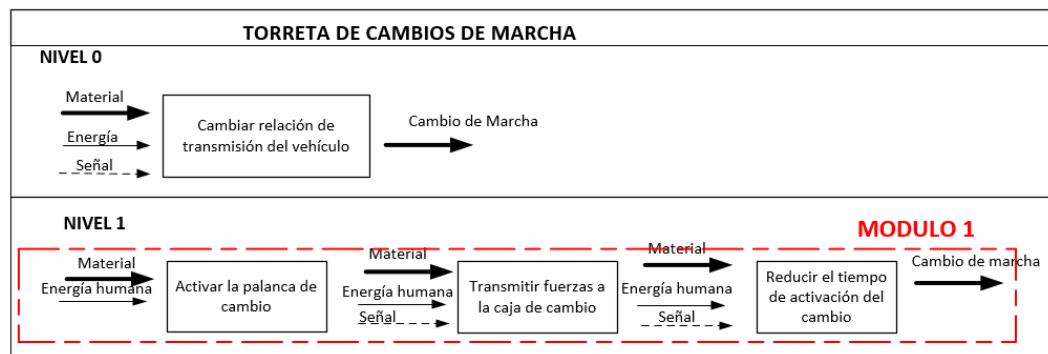 TORRETA DE CAMBIOS DE MARCHA
NIVEL 0
Material
Energía
Señal
Cambiar relación de
transmisión del vehículo
Cambio de Marcha
NIVEL 1
MODULO 1
Material
Energía humana
Activar la palanca de
cambio
Material
Energía humana
Señal
Transmitir fuerzas a
la caja de cambio
Material
Energía humana
Señal
Reducir el tiempo
de activación del
cambio
Cambio de marcha